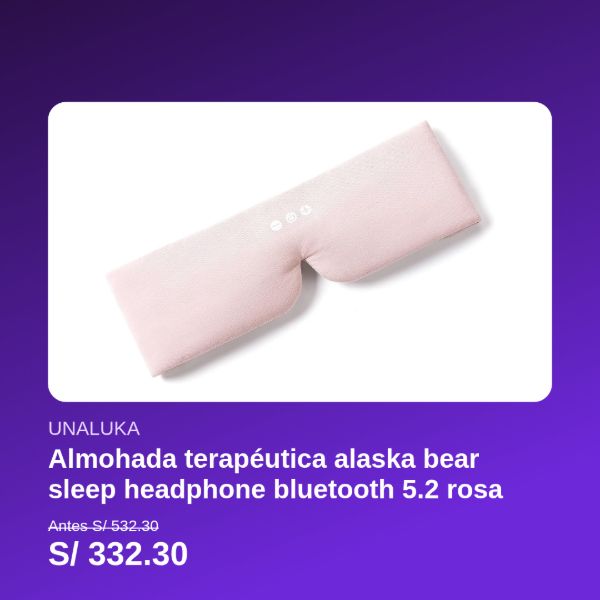 UNALUKA
Almohada terapéutica alaska bear
sleep headphone bluetooth 5.2 rosa
Antes S/ 532.30
S/ 332.30